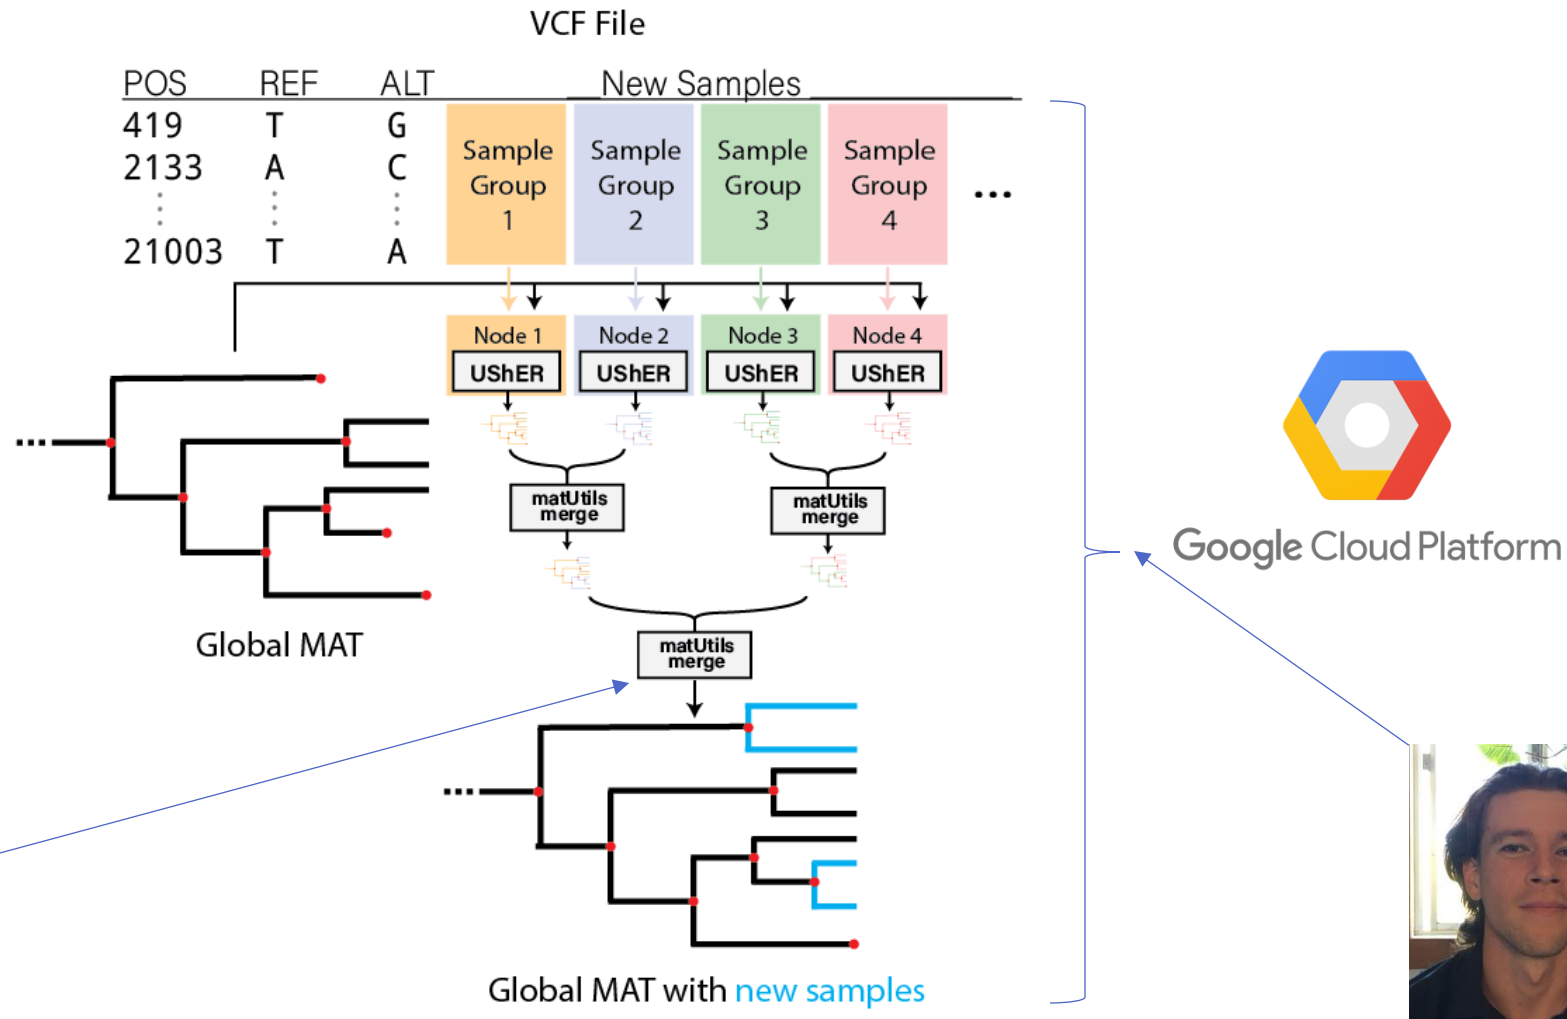 VCF File
POS REF ALT New Samples
419 T G
2133 A C
21003 T A
Sample Group 1
Sample Group 2
Sample Group 3
Sample Group 4
...
Node 1
UShER
Node 2
UShER
Node 3
UShER
Node 4
UShER
matUtils
merge
matUtils
merge
matUtils
merge
Global MAT
Global MAT with new samples
Google Cloud Platform